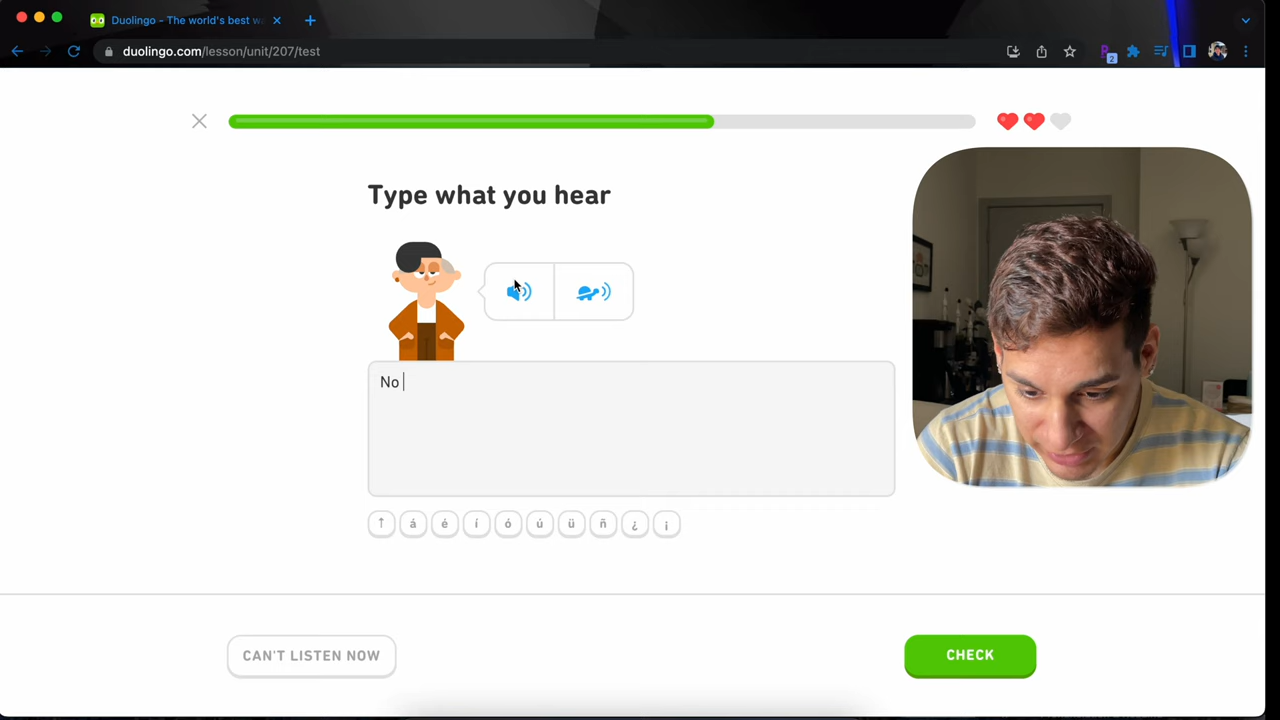 Duolingo - The world's best w
duolingo.com/lesson/unit/207/test
2
Type what you hear
No
↑ á é í ó ú ü ñ ¿ ¡
CAN'T LISTEN NOW
CHECK